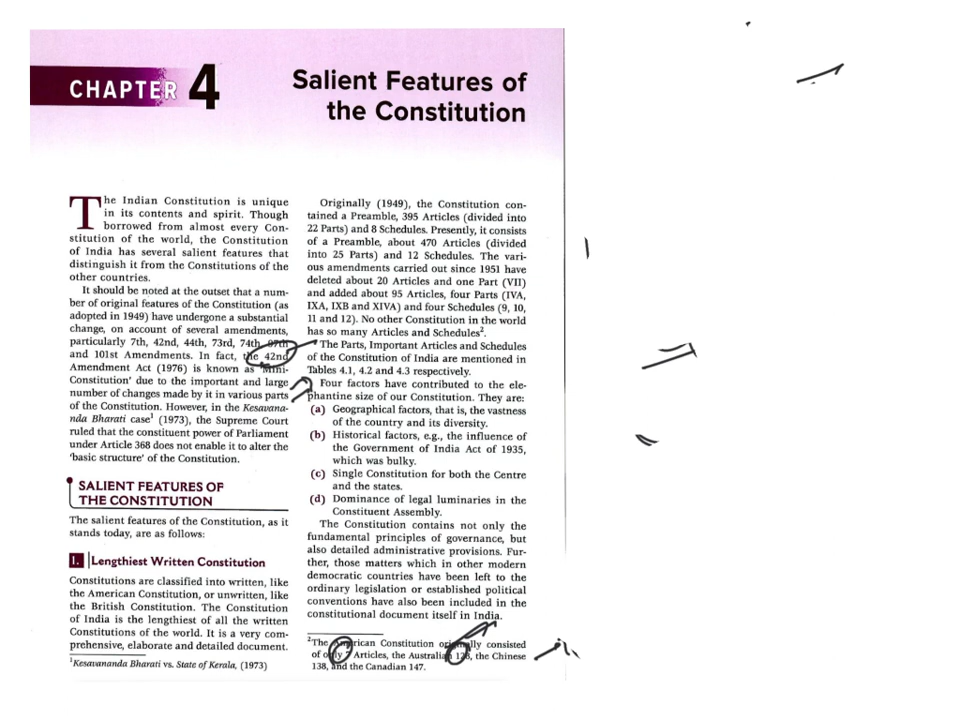 CHAPTER 4
Salient Features of
the Constitution
The Indian Constitution is unique
in its contents and spirit. Though
borrowed from almost every Con-
stitution of the world, the Constitution
of India has several salient features that
distinguish it from the Constitutions of the
other countries.
It should be noted at the outset that a num-
ber of original features of the Constitution (as
adopted in 1949) have undergone a substantial
change, on account of several amendments,
particularly 7th, 42nd, 44th, 73rd, 74th, 97th
and 101st Amendments. In fact, the 42nd
Amendment Act (1976) is known as 'Mini-
Constitution' due to the important and large
number of changes made by it in various parts
of the Constitution. However, in the Kesavana-
nda Bharati case¹ (1973), the Supreme Court
ruled that the constituent power of Parliament
under Article 368 does not enable it to alter the
'basic structure' of the Constitution.
SALIENT FEATURES OF
THE CONSTITUTION
The salient features of the Constitution, as it
stands today, are as follows:
1. Lengthiest Written Constitution
Constitutions are classified into written, like
the American Constitution, or unwritten, like
the British Constitution. The Constitution
of India is the lengthiest of all the written
Constitutions of the world. It is a very com-
prehensive, elaborate and detailed document.
¹Kesavananda Bharati vs. State of Kerala, (1973)
Originally (1949), the Constitution con-
tained a Preamble, 395 Articles (divided into
22 Parts) and 8 Schedules. Presently, it consists
of a Preamble, about 470 Articles (divided
into 25 Parts) and 12 Schedules. The vari-
ous amendments carried out since 1951 have
deleted about 20 Articles and one Part (VII)
and added about 95 Articles, four Parts (IVA,
IXA, IXB and XIVA) and four Schedules (9, 10,
11 and 12). No other Constitution in the world
has so many Articles and Schedules².
The Parts, Important Articles and Schedules
of the Constitution of India are mentioned in
Tables 4.1, 4.2 and 4.3 respectively.
Four factors have contributed to the ele-
phantine size of our Constitution. They are:
(a) Geographical factors, that is, the vastness
of the country and its diversity.
(b) Historical factors, e.g., the influence of
the Government of India Act of 1935,
which was bulky.
(c) Single Constitution for both the Centre
and the states.
(d) Dominance of legal luminaries in the
Constituent Assembly.
The Constitution contains not only the
fundamental principles of governance, but
also detailed administrative provisions. Fur-
ther, those matters which in other modern
democratic countries have been left to the
ordinary legislation or established political
conventions have also been included in the
constitutional document itself in India.
²The American Constitution originally consisted
of only 7 Articles, the Australian 128, the Chinese
138, and the Canadian 147.